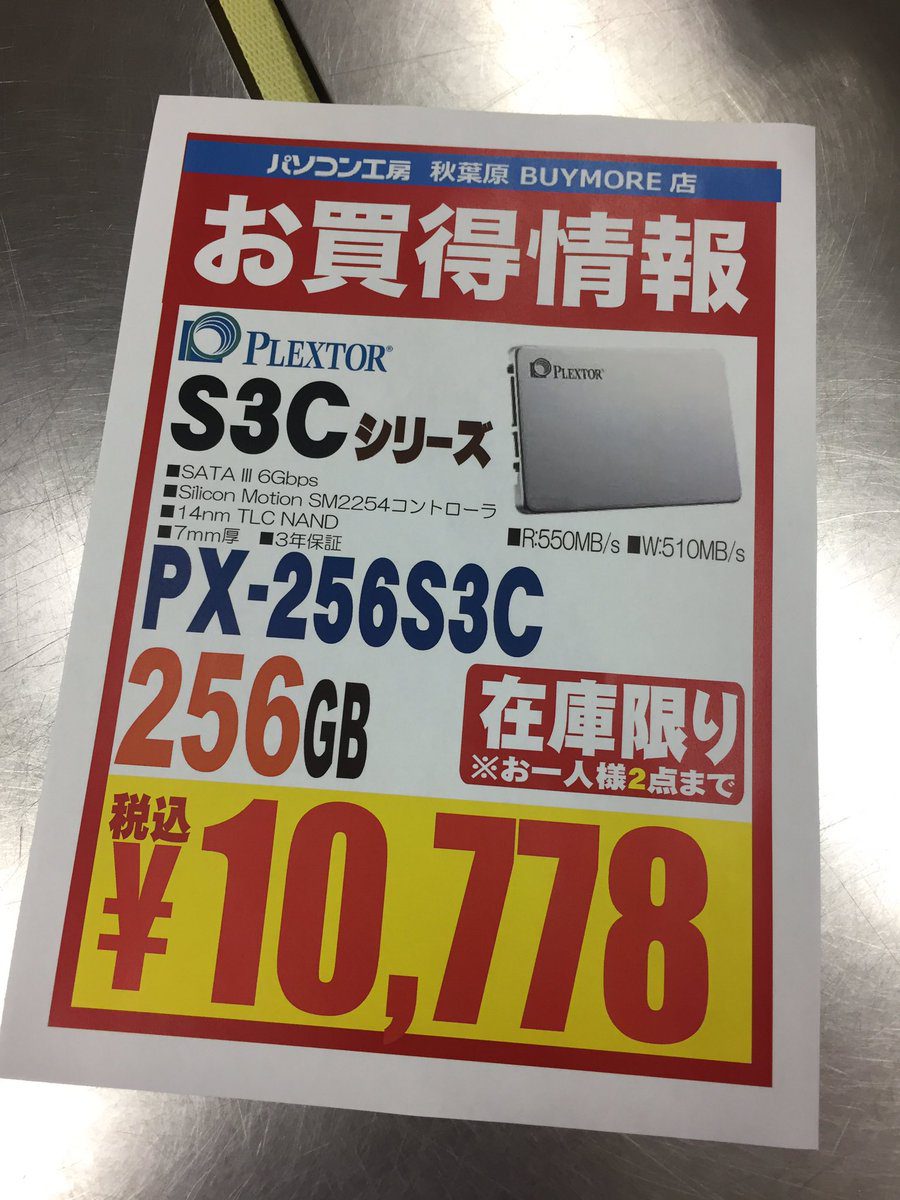 パソコン工房 秋葉原 BUYMORE 店
お買得情報
PLEXTOR®
S3Cシリーズ
PLEXTOR
■SATA III 6Gbps
■Silicon Motion SM2254コントローラ
■14nm TLC NAND
■7mm厚 ■3年保証
■R:550MB/s ■W:510MB/s
PX-256S3C
256GB
在庫限り
※お一人様2点まで
税込
¥10,778